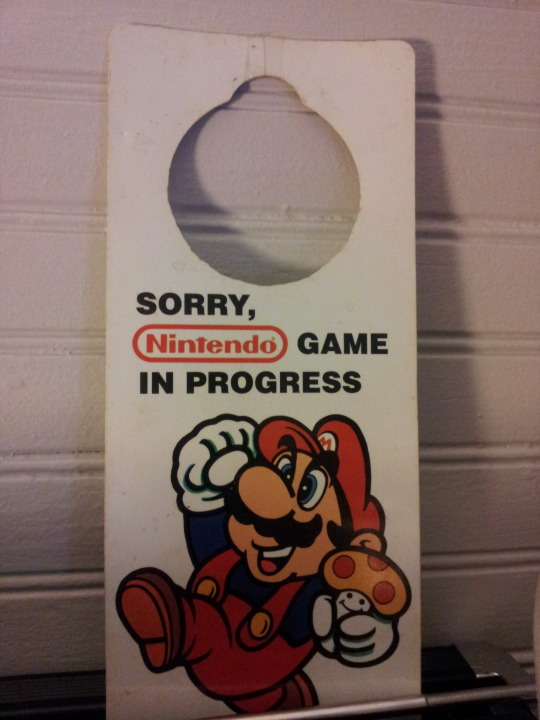 SORRY,
Nintendo® GAME
IN PROGRESS
M